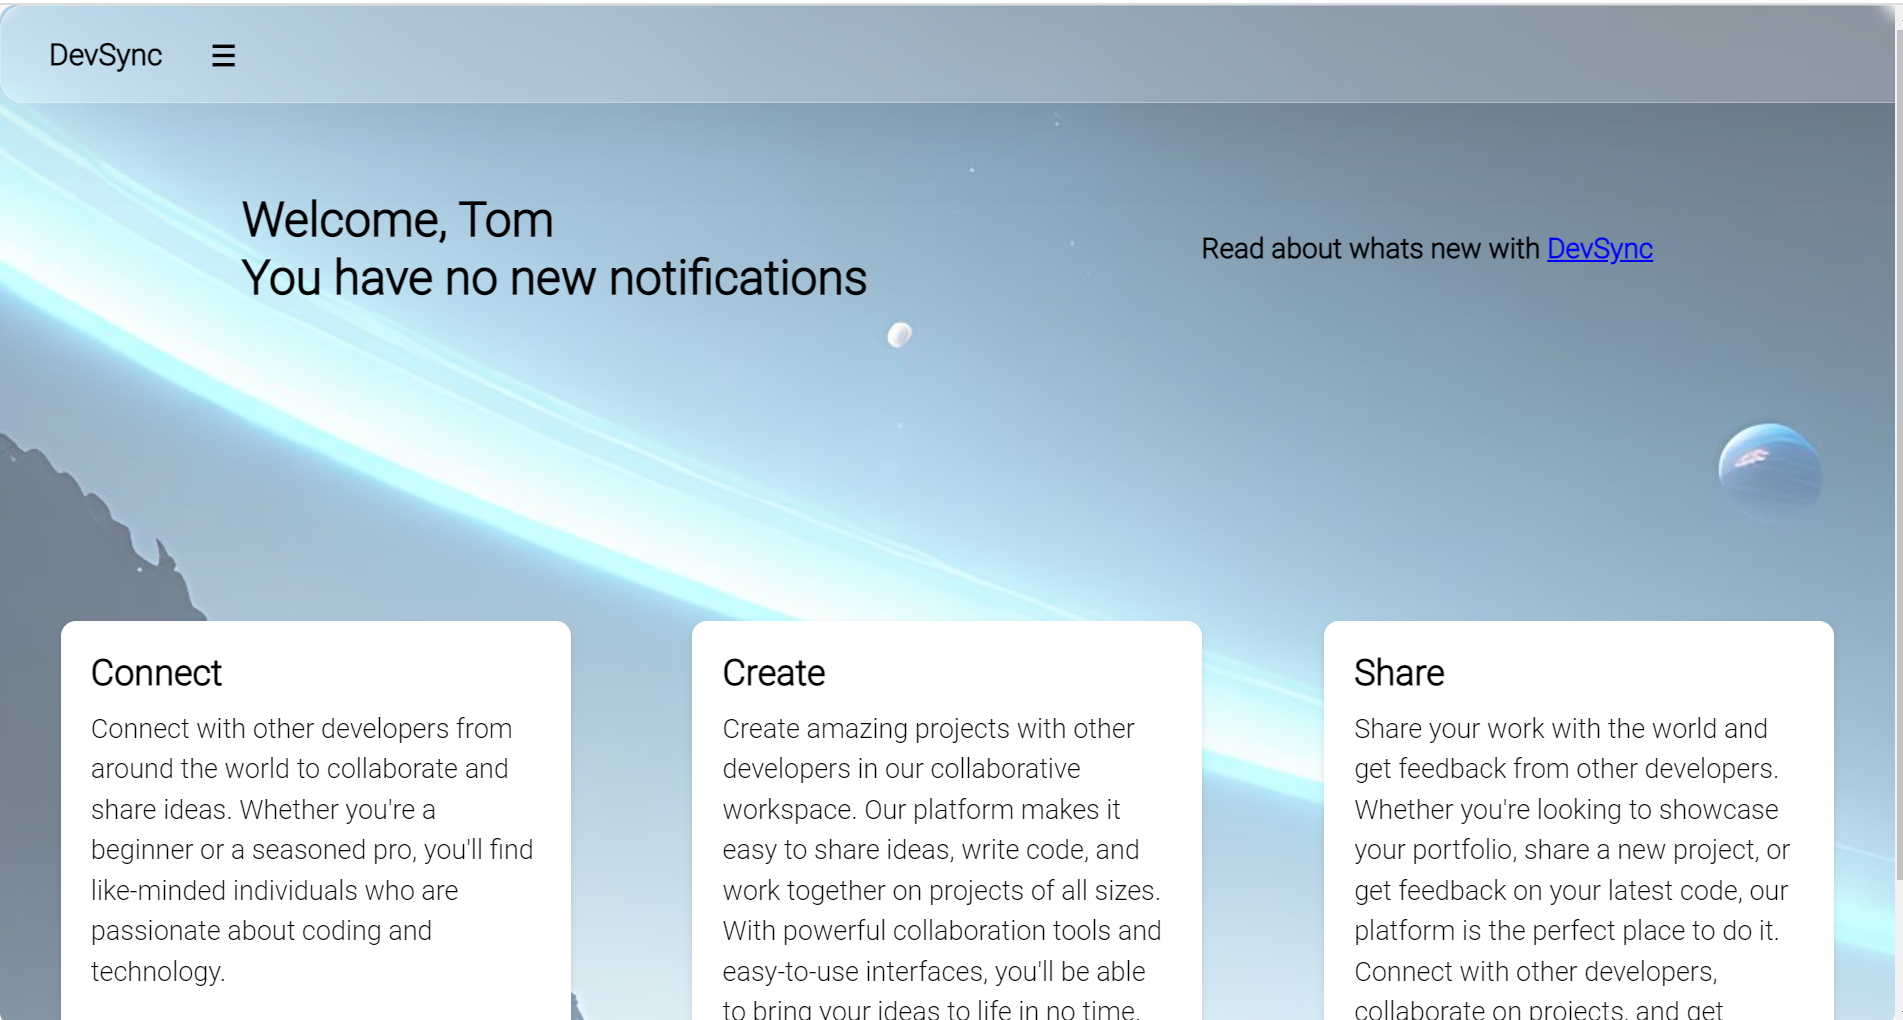 DevSync ☰
Welcome, Tom
You have no new notifications
Read about whats new with DevSync
Connect
Connect with other developers from
around the world to collaborate and
share ideas. Whether you're a
beginner or a seasoned pro, you'll find
like-minded individuals who are
passionate about coding and
technology.
Create
Create amazing projects with other
developers in our collaborative
workspace. Our platform makes it
easy to share ideas, write code, and
work together on projects of all sizes.
With powerful collaboration tools and
easy-to-use interfaces, you'll be able
to bring your ideas to life in no time.
Share
Share your work with the world and
get feedback from other developers.
Whether you're looking to showcase
your portfolio, share a new project, or
get feedback on your latest code, our
platform is the perfect place to do it.
Connect with other developers,
collaborate on projects, and get